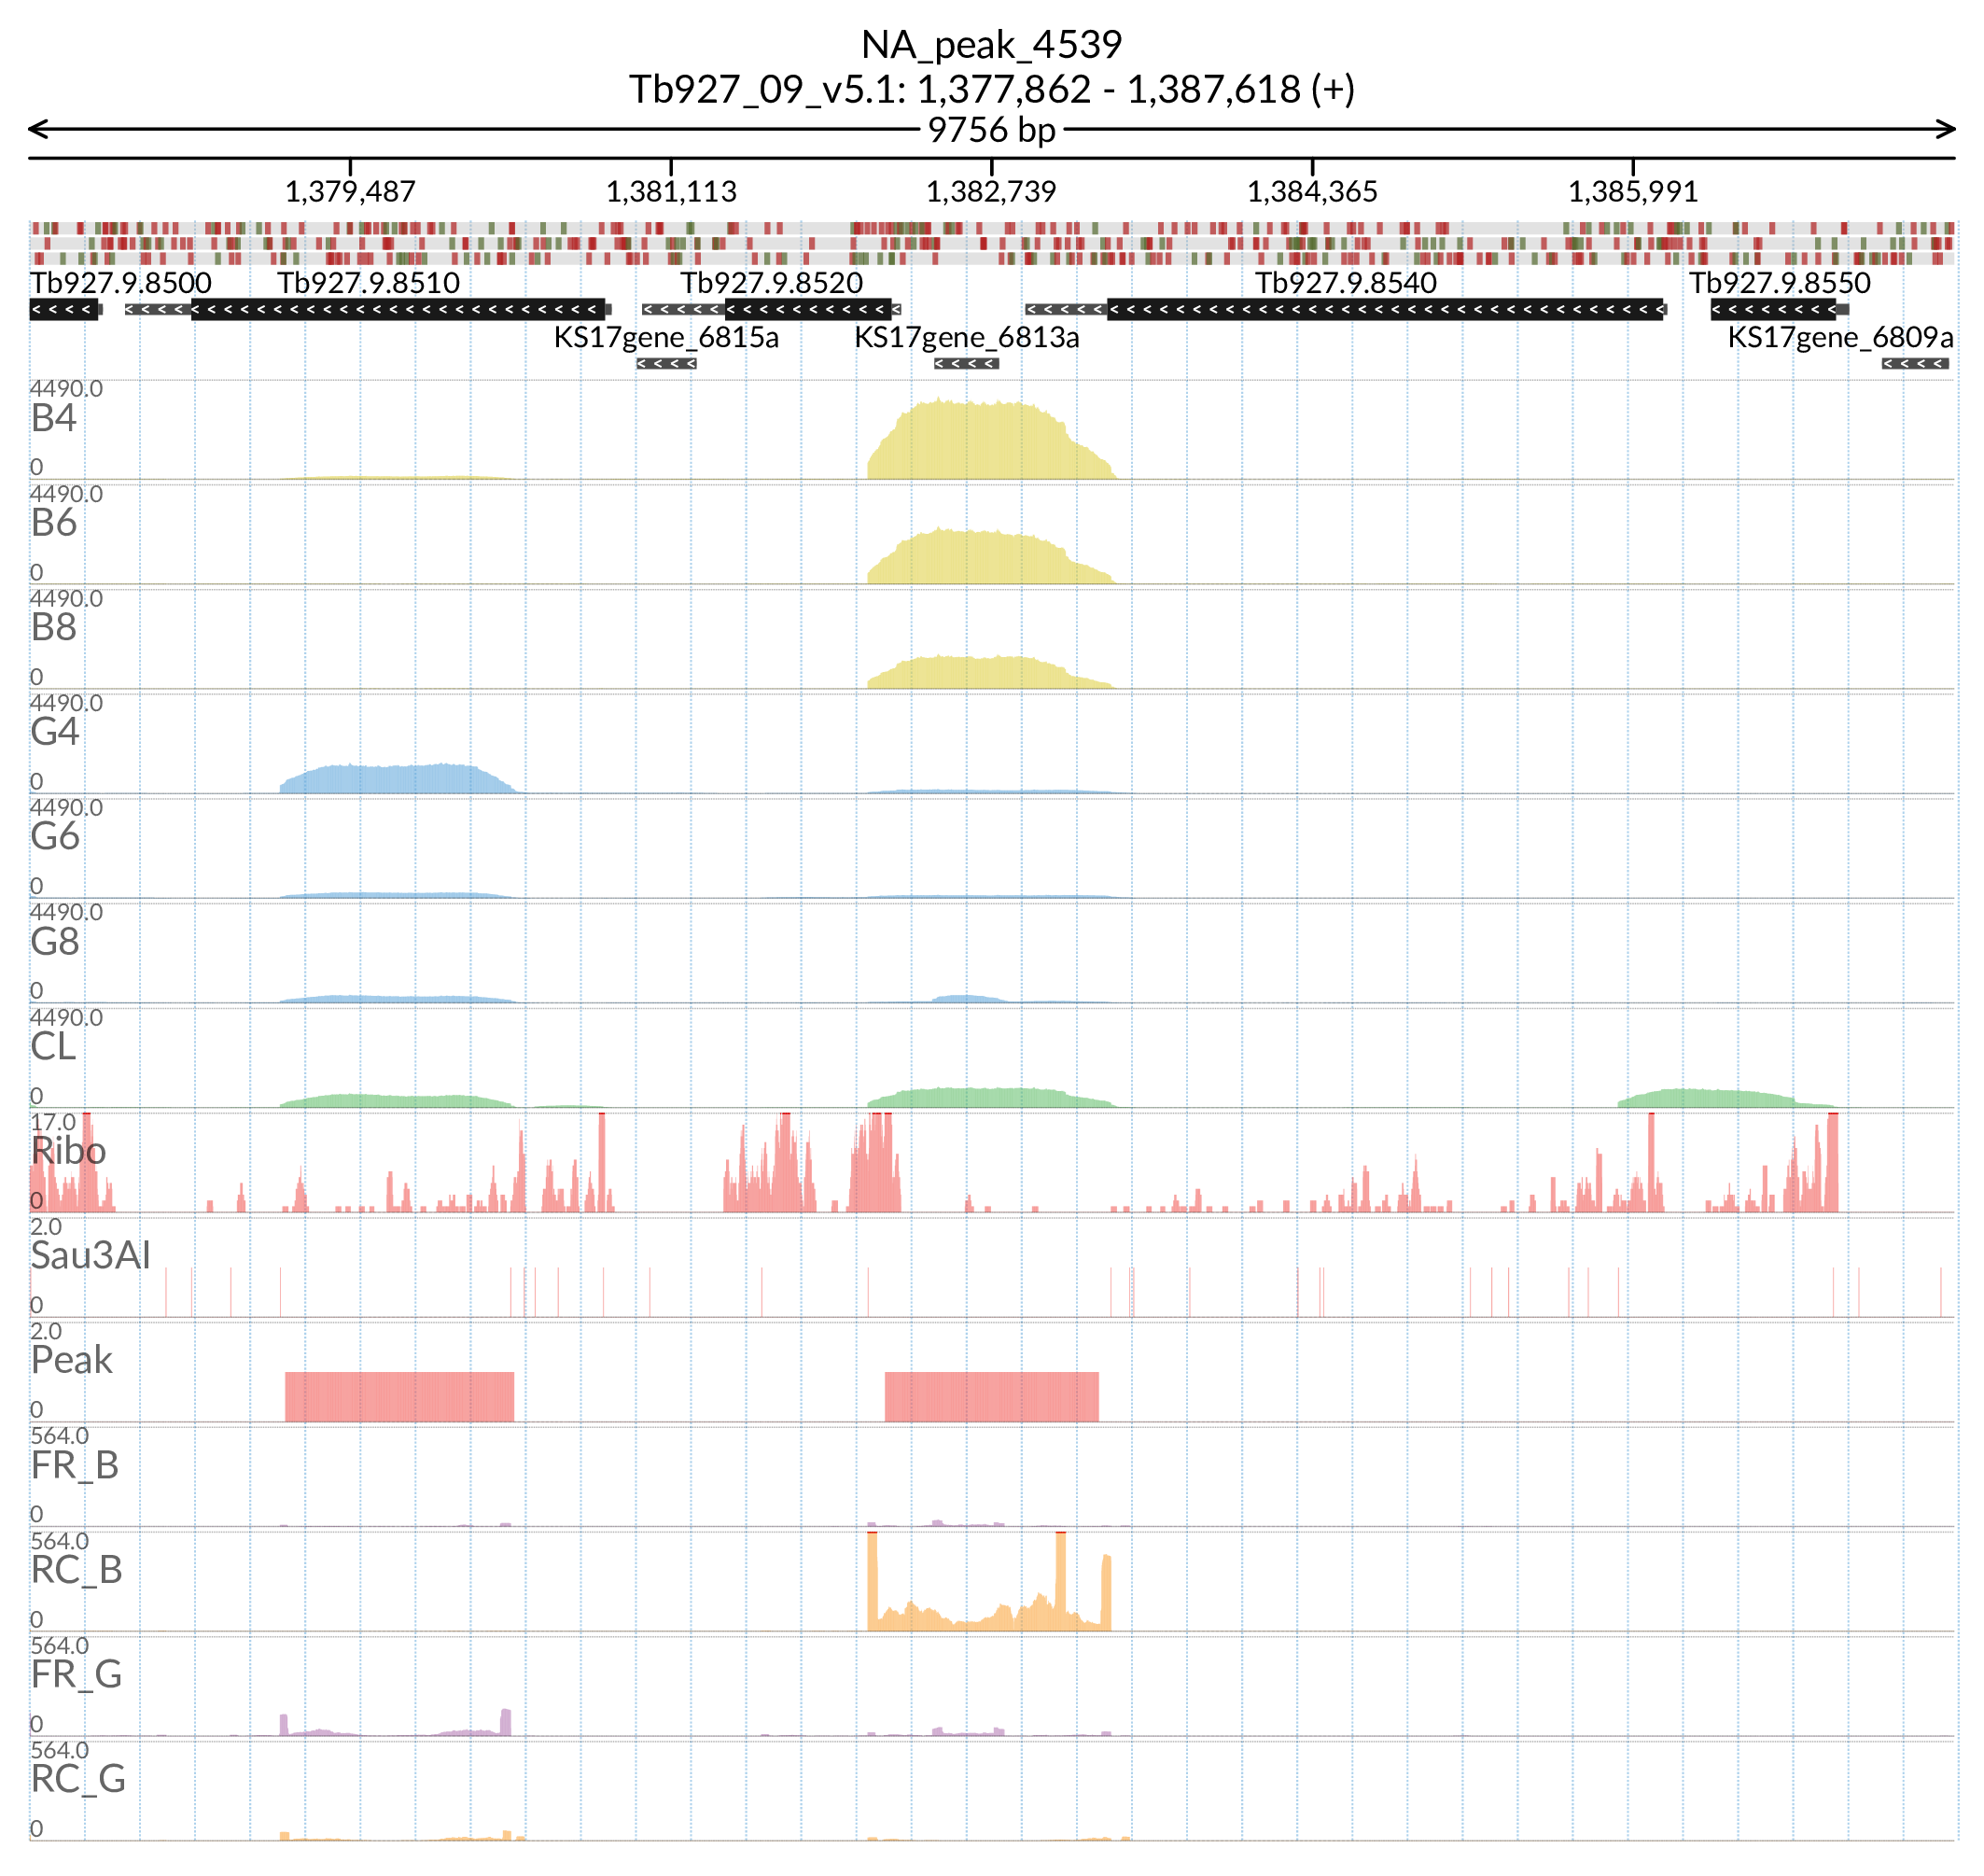 NA_peak_4539
Tb927_09_v5.1: 1,377,862 - 1,387,618 (+)
9756 bp
1,379,487 1,381,113 1,382,739 1,384,365 1,385,991
Tb927.9.8500 Tb927.9.8510 Tb927.9.8520 Tb927.9.8540 Tb927.9.8550
KS17gene_6815a KS17gene_6813a KS17gene_6809a
4490.0
B4
0
4490.0
B6
0
4490.0
B8
0
4490.0
G4
0
4490.0
G6
0
4490.0
G8
0
4490.0
CL
0
17.0
Ribo
0
2.0
Sau3AI
0
2.0
Peak
0
564.0
FR_B
0
564.0
RC_B
0
564.0
FR_G
0
564.0
RC_G
0